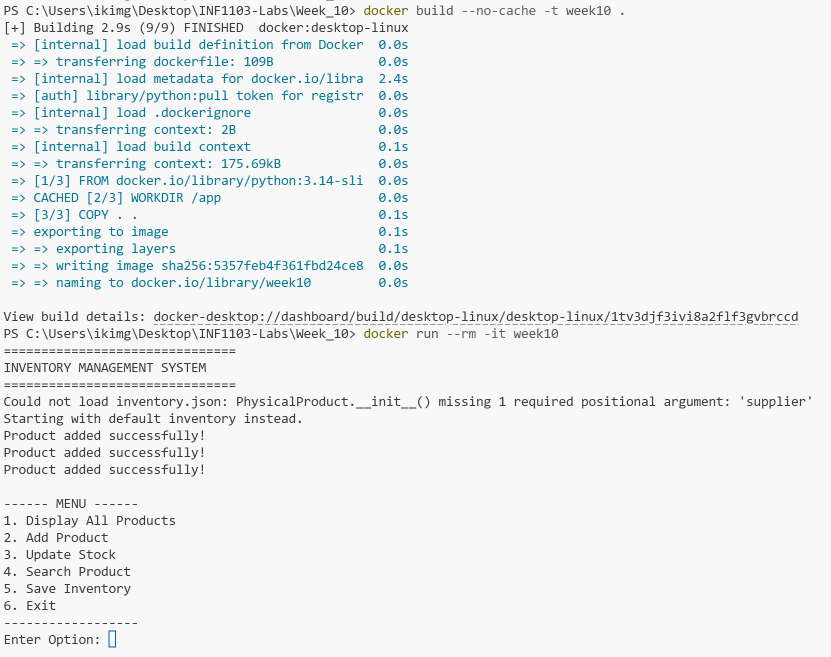 PS C:\Users\ikimg\Desktop\INF1103-Labs\Week_10> docker build --no-cache -t week10 .
[+] Building 2.9s (9/9) FINISHED  docker:desktop-linux
 => [internal] load build definition from Docker  0.0s
 => => transferring dockerfile: 109B              0.0s
 => [internal] load metadata for docker.io/libra  2.4s
 => [auth] library/python:pull token for registr  0.0s
 => [internal] load .dockerignore                 0.0s
 => => transferring context: 2B                   0.0s
 => [internal] load build context                 0.1s
 => => transferring context: 175.69kB             0.0s
 => [1/3] FROM docker.io/library/python:3.14-sli  0.0s
 => CACHED [2/3] WORKDIR /app                     0.0s
 => [3/3] COPY . .                                0.1s
 => exporting to image                            0.1s
 => => exporting layers                           0.1s
 => => writing image sha256:5357feb4f361fbd24ce8  0.0s
 => => naming to docker.io/library/week10         0.0s

View build details: docker-desktop://dashboard/build/desktop-linux/desktop-linux/1tv3djf3ivi8a2flf3gvbrccd
PS C:\Users\ikimg\Desktop\INF1103-Labs\Week_10> docker run --rm -it week10
===============================
INVENTORY MANAGEMENT SYSTEM
===============================
Could not load inventory.json: PhysicalProduct.__init__() missing 1 required positional argument: 'supplier'
Starting with default inventory instead.
Product added successfully!
Product added successfully!
Product added successfully!

------ MENU ------
1. Display All Products
2. Add Product
3. Update Stock
4. Search Product
5. Save Inventory
6. Exit
------------------
Enter Option: